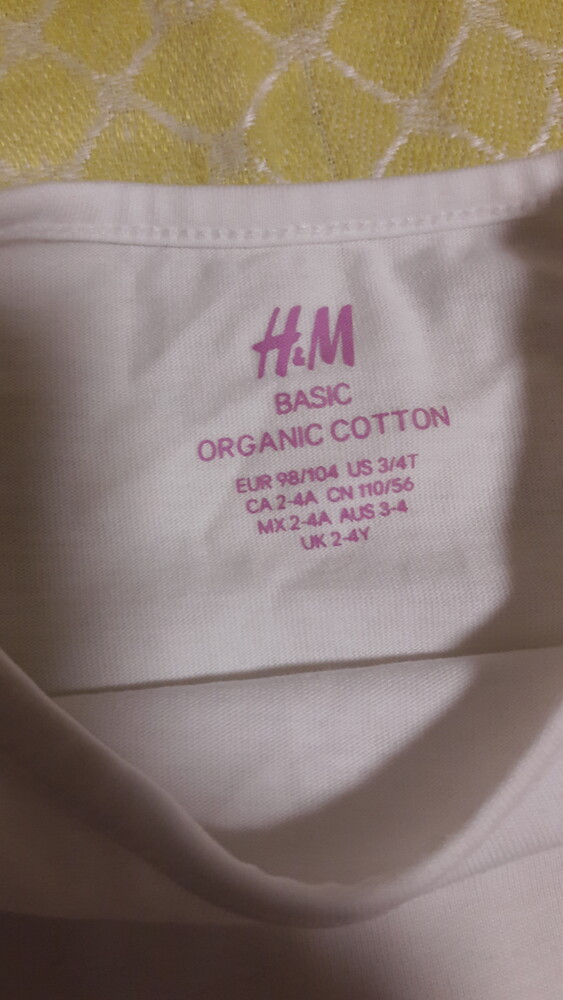 H&M
BASIC
ORGANIC COTTON
EUR 98/104 US 3/4T
CA 2-4A CN 110/56
MX 2-4A AUS 3-4
UK 2-4Y